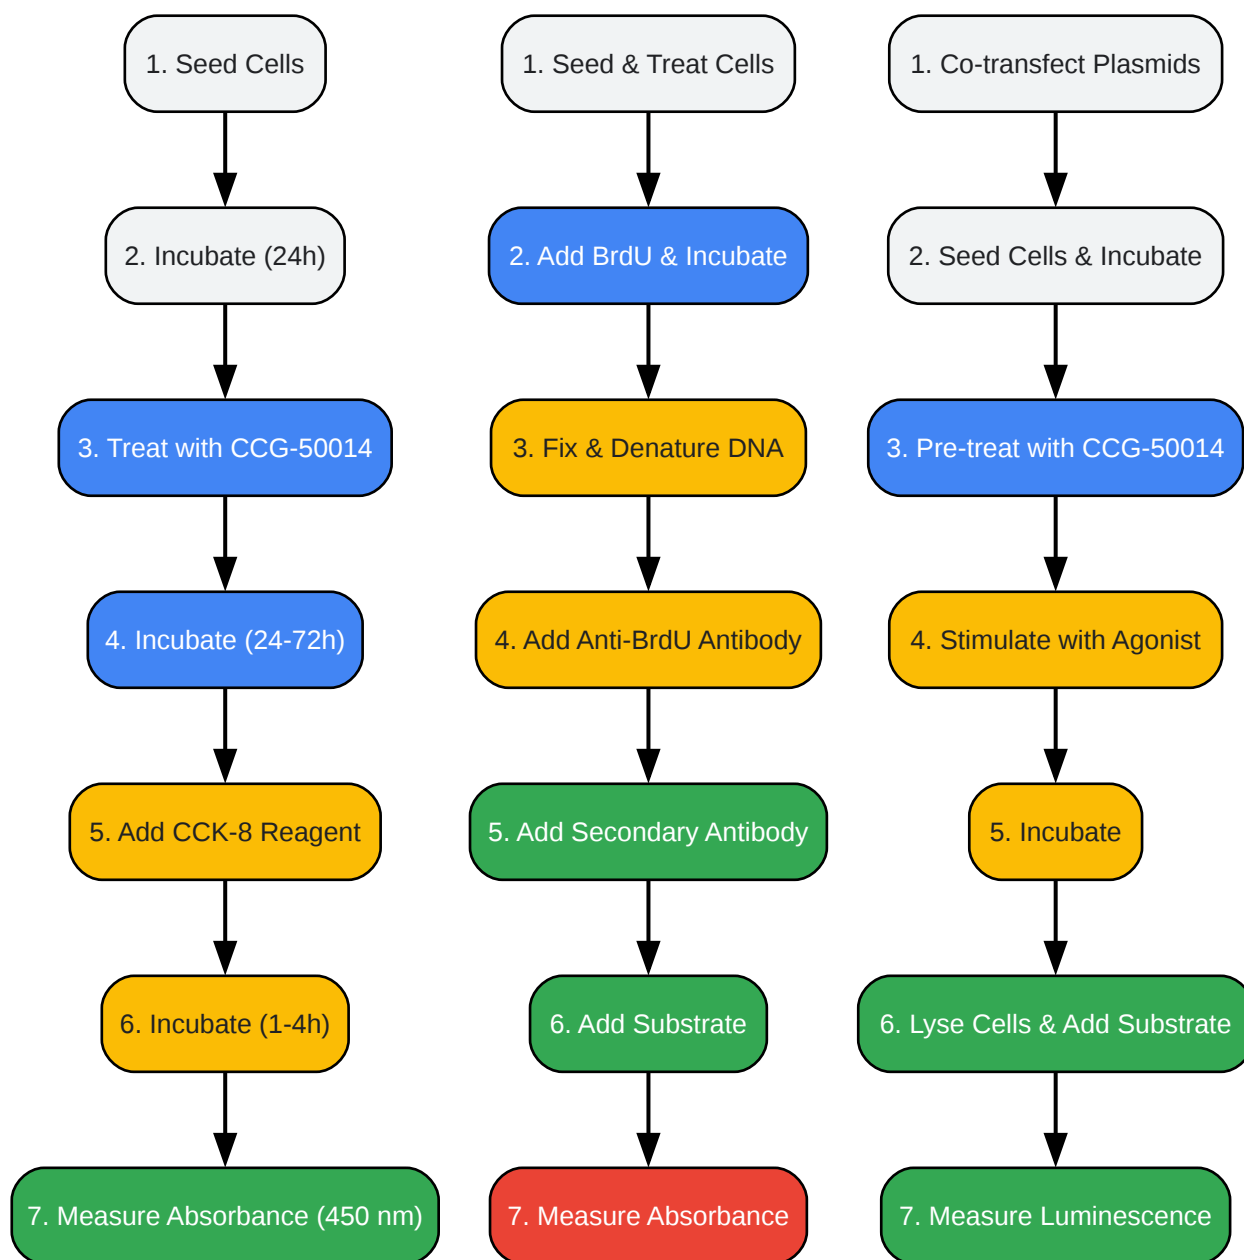 1. Seed Cells
2. Incubate (24h)
3. Treat with CCG-50014
4. Incubate (24-72h)
5. Add CCK-8 Reagent
6. Incubate (1-4h)
7. Measure Absorbance (450 nm)
1. Seed & Treat Cells
2. Add BrdU & Incubate
3. Fix & Denature DNA
4. Add Anti-BrdU Antibody
5. Add Secondary Antibody
6. Add Substrate
7. Measure Absorbance
1. Co-transfect Plasmids
2. Seed Cells & Incubate
3. Pre-treat with CCG-50014
4. Stimulate with Agonist
5. Incubate
6. Lyse Cells & Add Substrate
7. Measure Luminescence